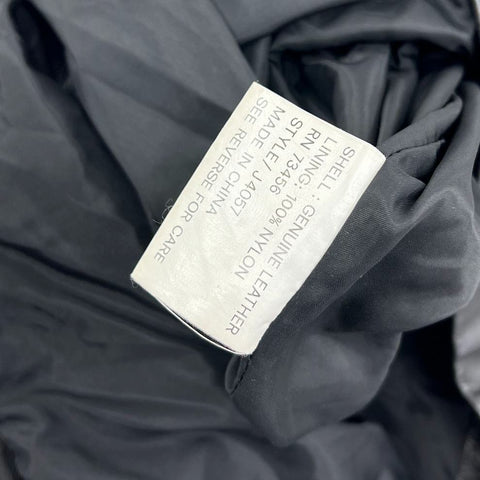 SHELL : GENUINE LEATHER
LINING: 100% NYLON
RN 73456
STYLE/ J4057
MADE IN CHINA
SEE REVERSE FOR CARE